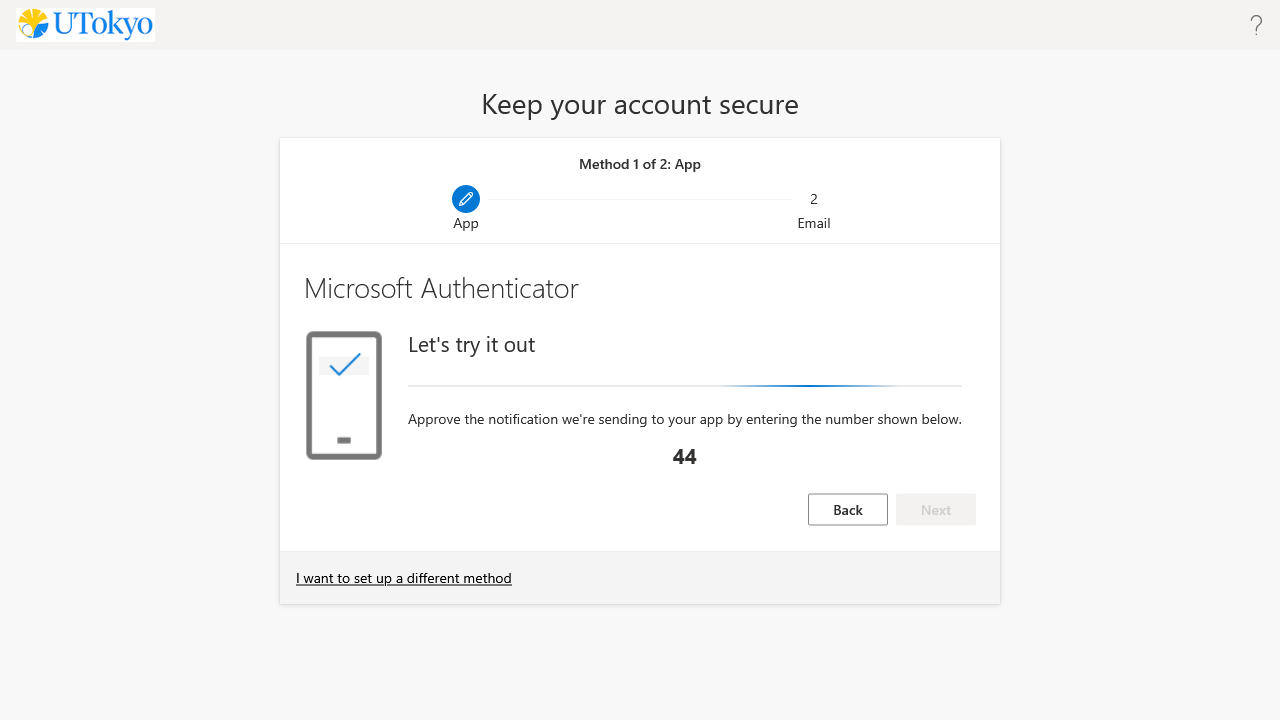 UTokyo
Keep your account secure
Method 1 of 2: App
2
App
Email
Microsoft Authenticator
Let's try it out
Approve the notification we're sending to your app by entering the number shown below.
44
Back
Next
I want to set up a different method